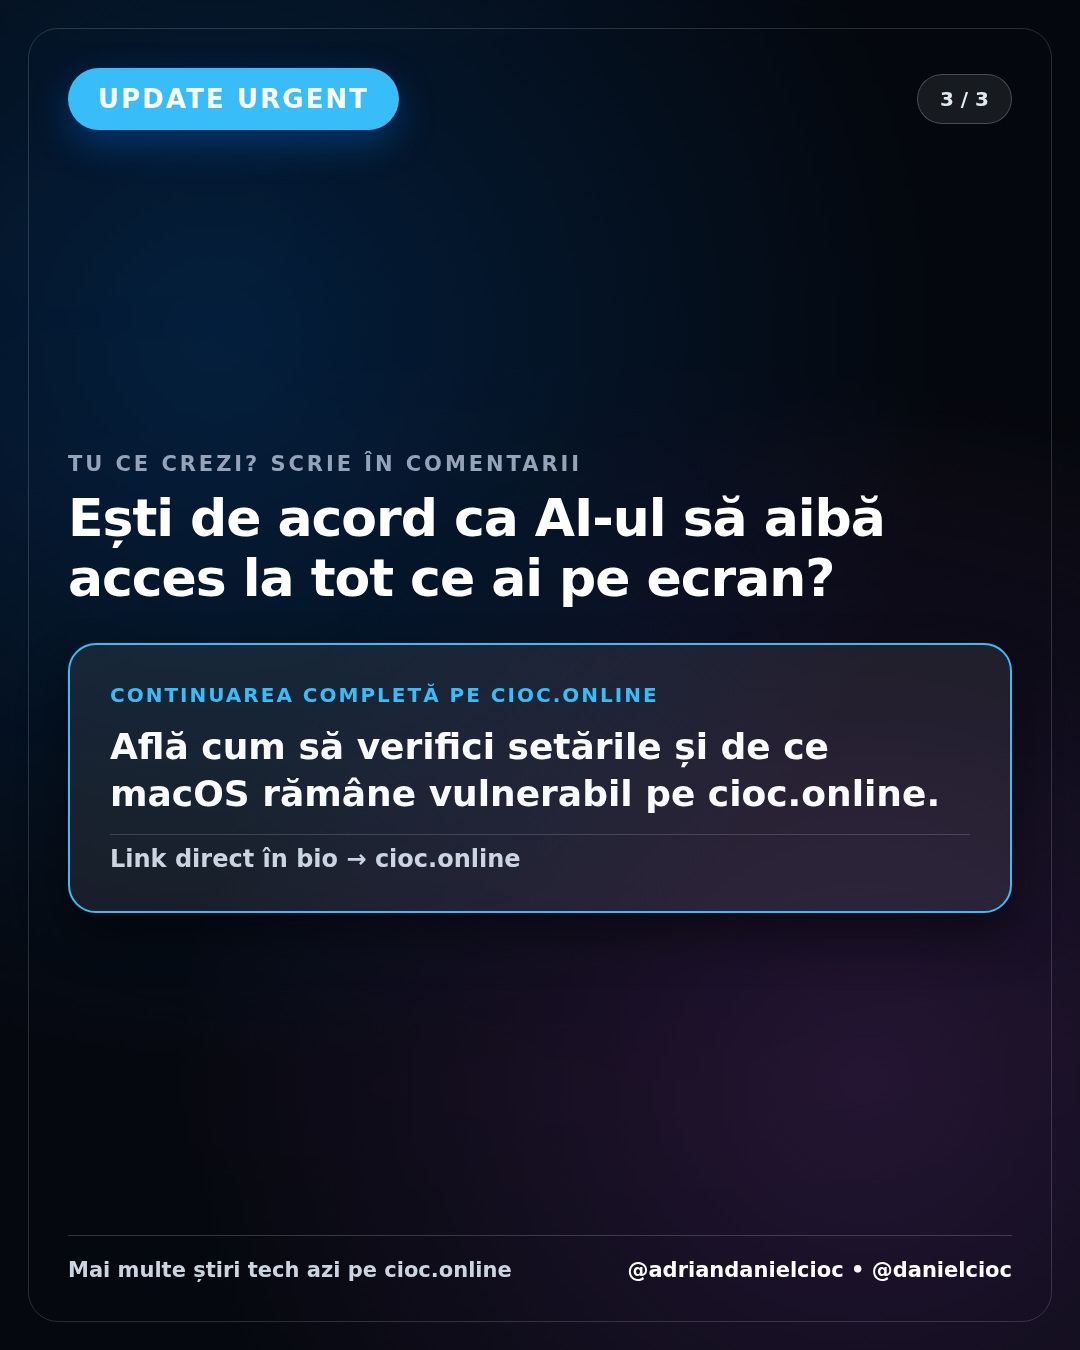 UPDATE URGENT
3 / 3
TU CE CREZI? SCRIE ÎN COMENTARII
Ești de acord ca AI-ul să aibă
acces la tot ce ai pe ecran?
CONTINUAREA COMPLETĂ PE CIOC.ONLINE
Află cum să verifici setările și de ce
macOS rămâne vulnerabil pe cioc.online.
Link direct în bio → cioc.online
Mai multe știri tech azi pe cioc.online
@adriandanielcioc • @danielcioc